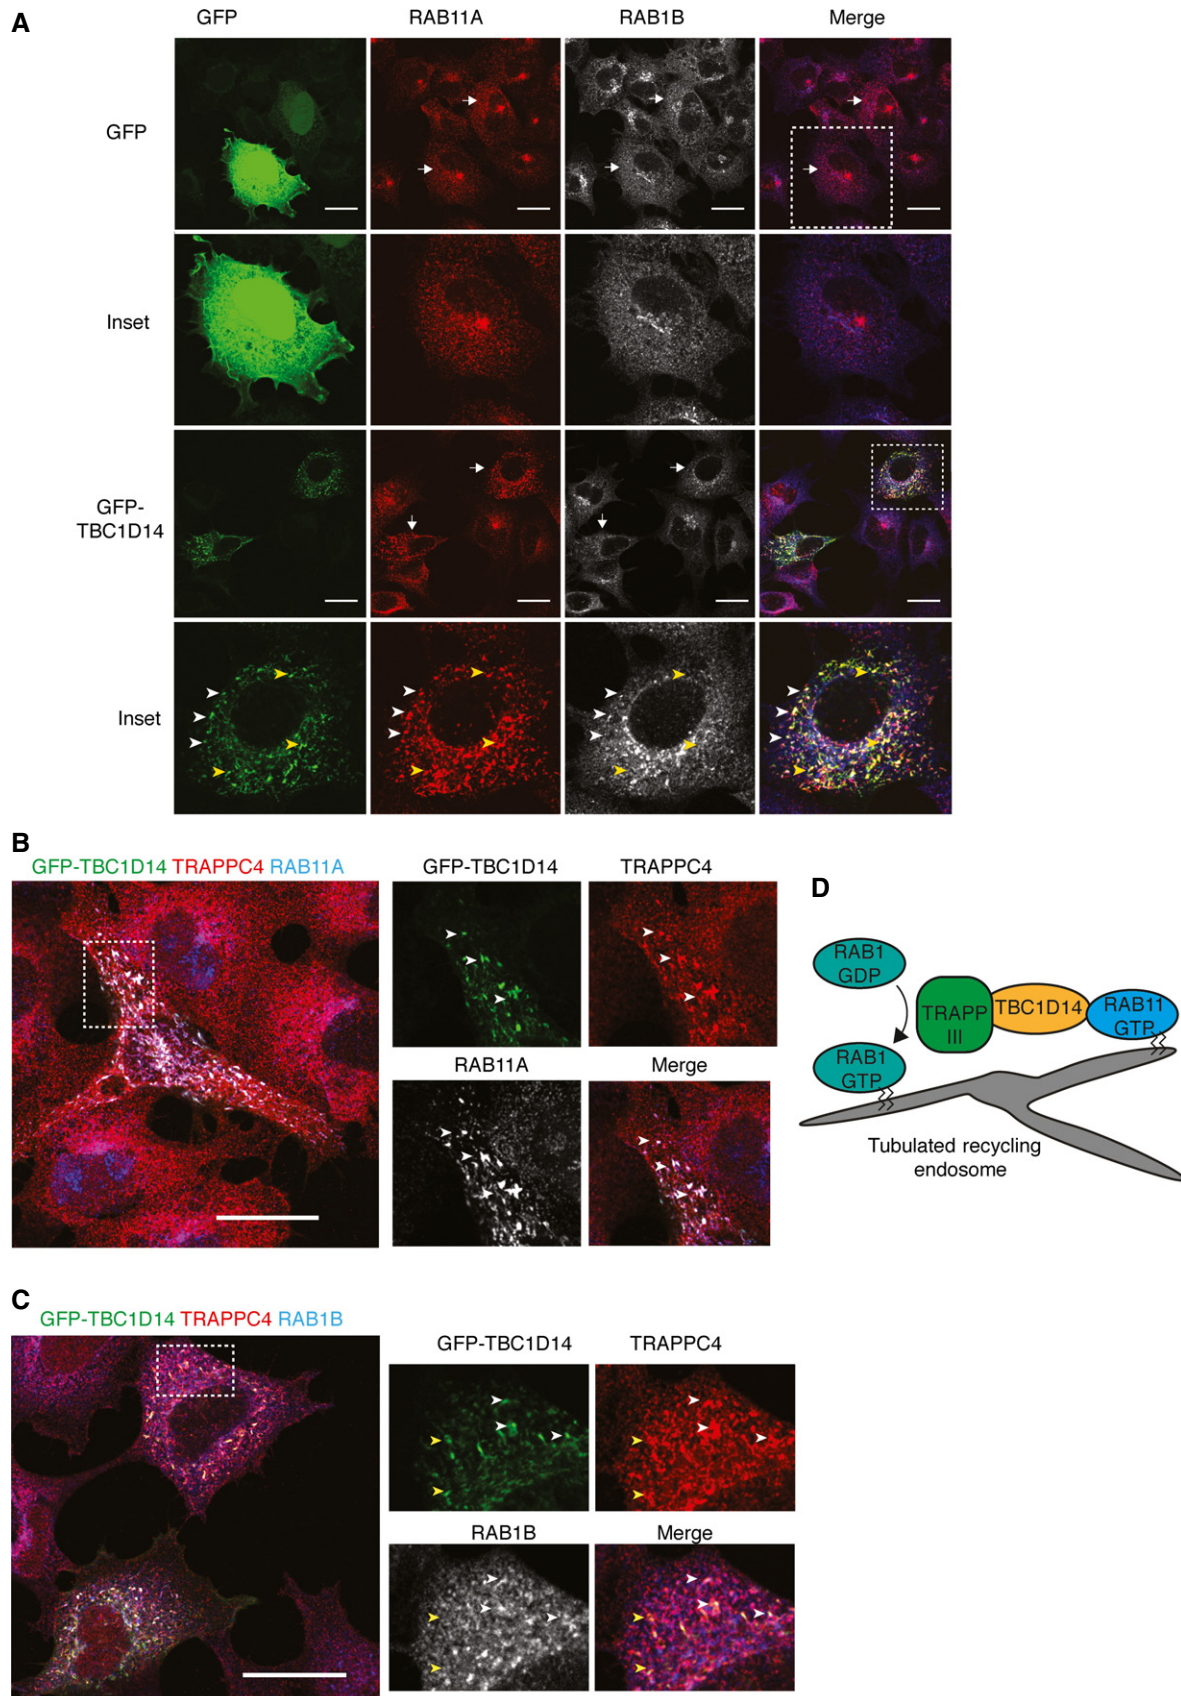 A
GFP RAB11A RAB1B Merge
GFP
Inset
GFP-
TBC1D14
Inset
B
GFP-TBC1D14 TRAPPC4 RAB11A
GFP-TBC1D14 TRAPPC4
RAB11A Merge
D
RAB1
GDP
TRAPP
III
TBC1D14
RAB11
GTP
RAB1
GTP
Tubulated recycling
endosome
C
GFP-TBC1D14 TRAPPC4 RAB1B
GFP-TBC1D14 TRAPPC4
RAB1B Merge